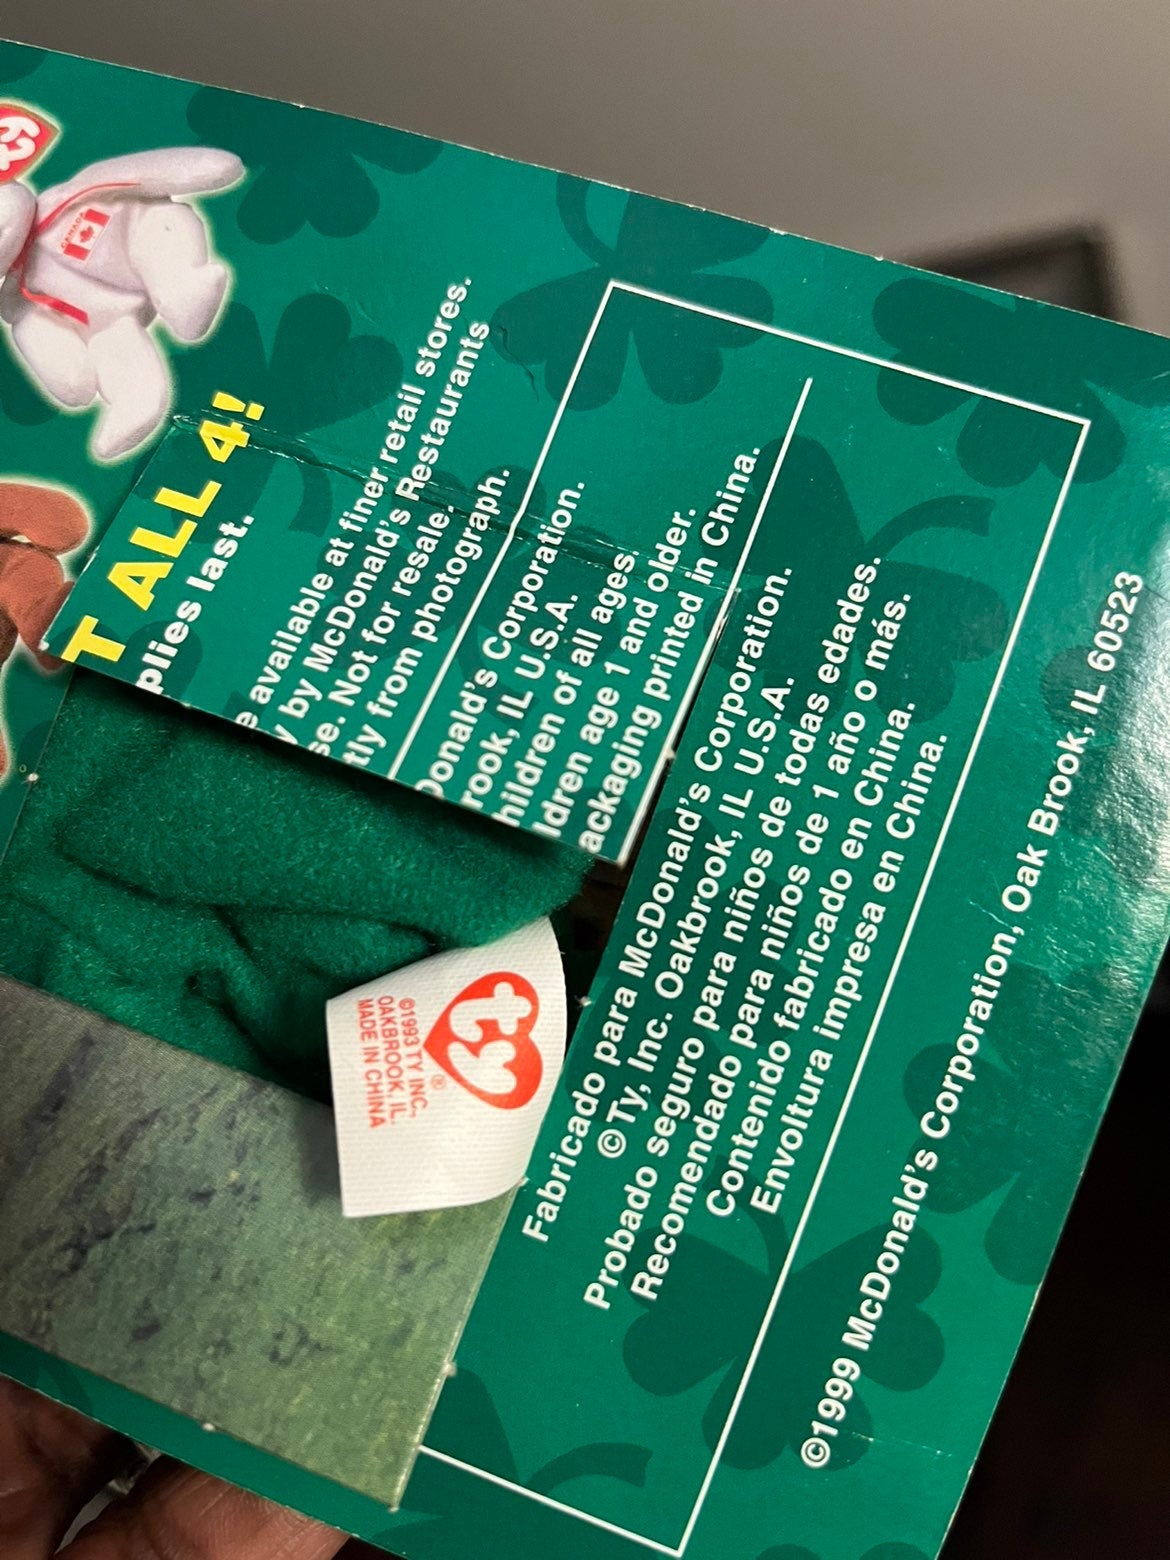 ty
CANADA
T ALL 4!
plies last.
e available at finer retail stores.
y by McDonald's Restaurants
se. Not for resale.
tly from photograph.
Donald's Corporation.
rook, IL U.S.A.
hildren of all ages.
ldren age 1 and older.
ackaging printed in China.
ty
®
©1993 TY INC.,
OAKBROOK, IL.
MADE IN CHINA
Fabricado para McDonald's Corporation.
©Ty, Inc. Oakbrook, IL U.S.A.
Probado seguro para niños de todas edades.
Recomendado para niños de 1 año o más.
Contenido fabricado en China.
Envoltura impresa en China.
©1999 McDonald's Corporation, Oak Brook, IL 60523